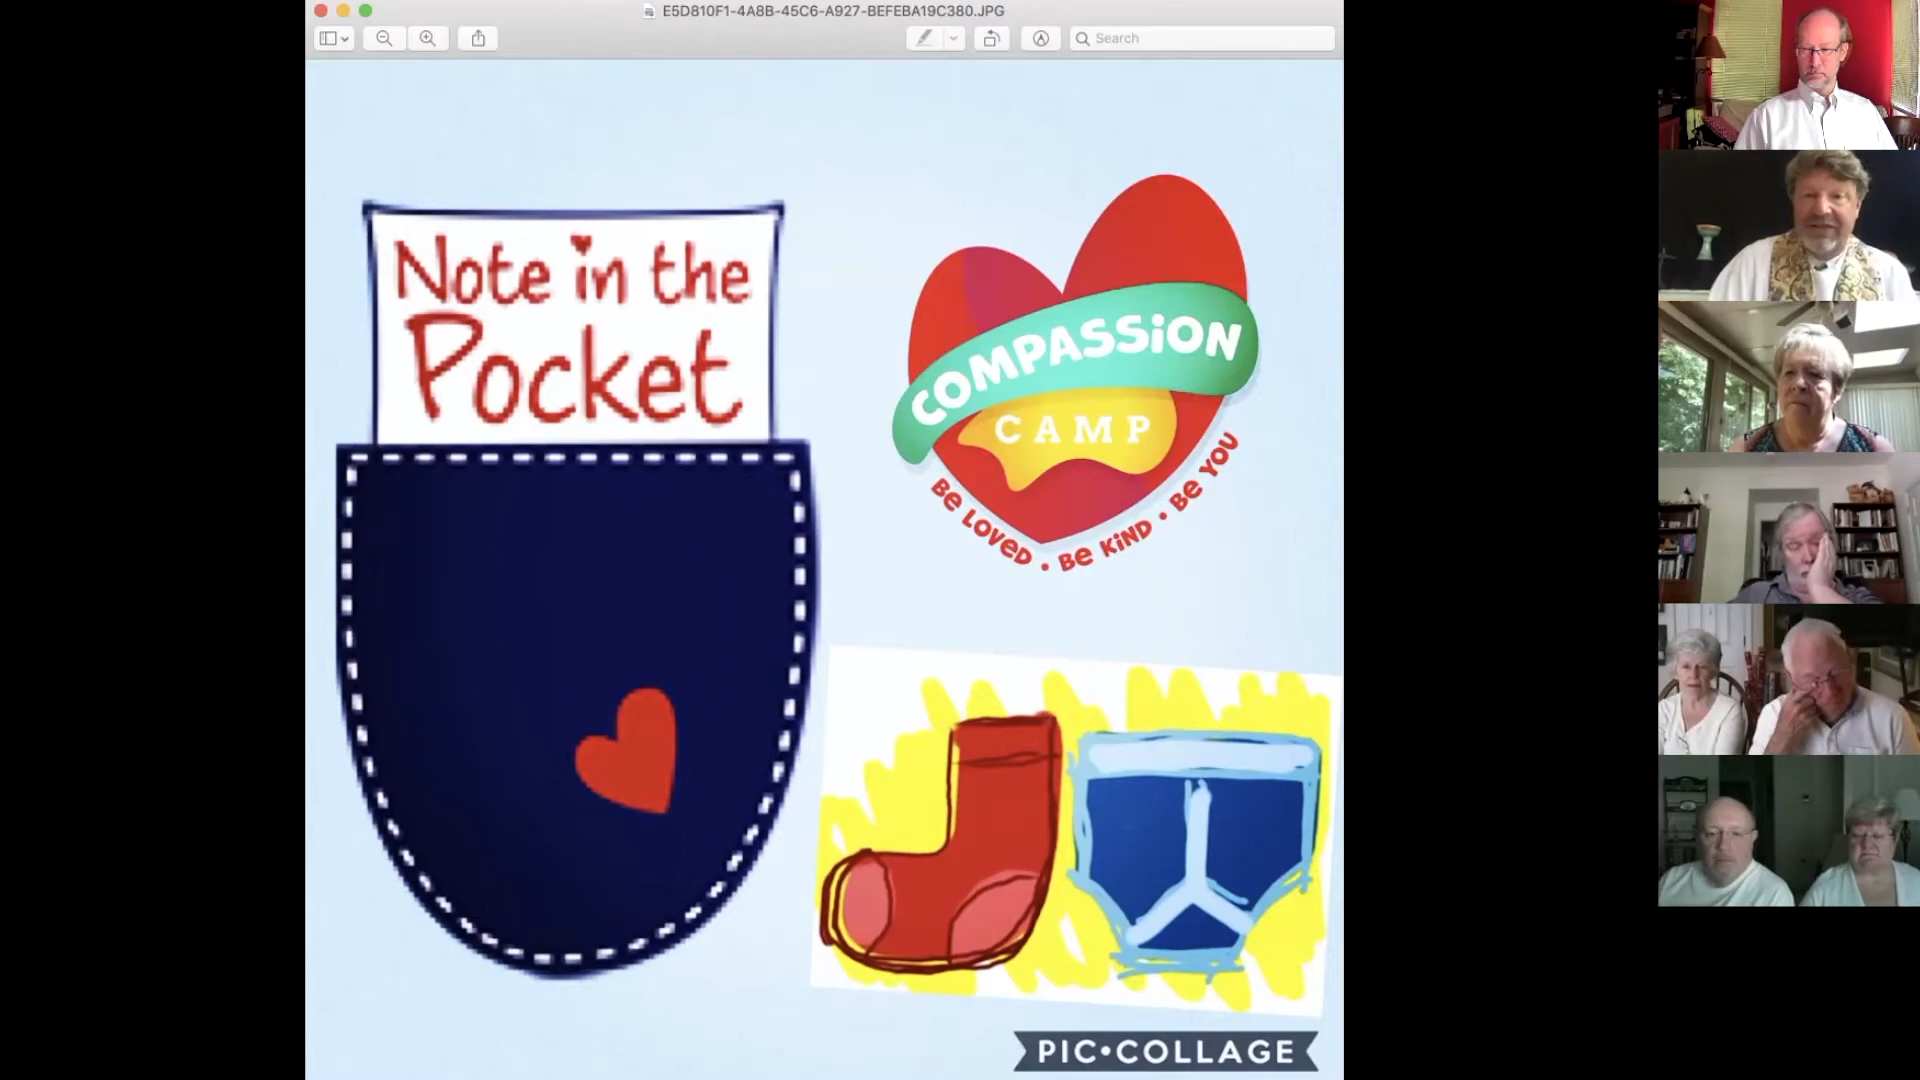 E5D810F1-4A8B-45C6-A927-BEFEBA19C380.JPG
Search
Note in the
Pocket
COMPASSiON
CAMP
Be LOVeD • Be KiND • Be YOU
PIC•COLLAGE